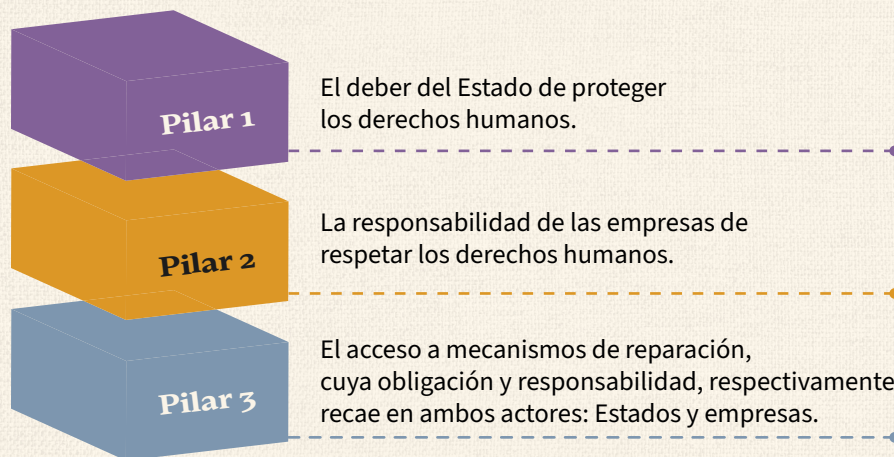 Pilar 1
El deber del Estado de proteger
los derechos humanos.
Pilar 2
La responsabilidad de las empresas de
respetar los derechos humanos.
Pilar 3
El acceso a mecanismos de reparación,
cuya obligación y responsabilidad, respectivamente
recae en ambos actores: Estados y empresas.